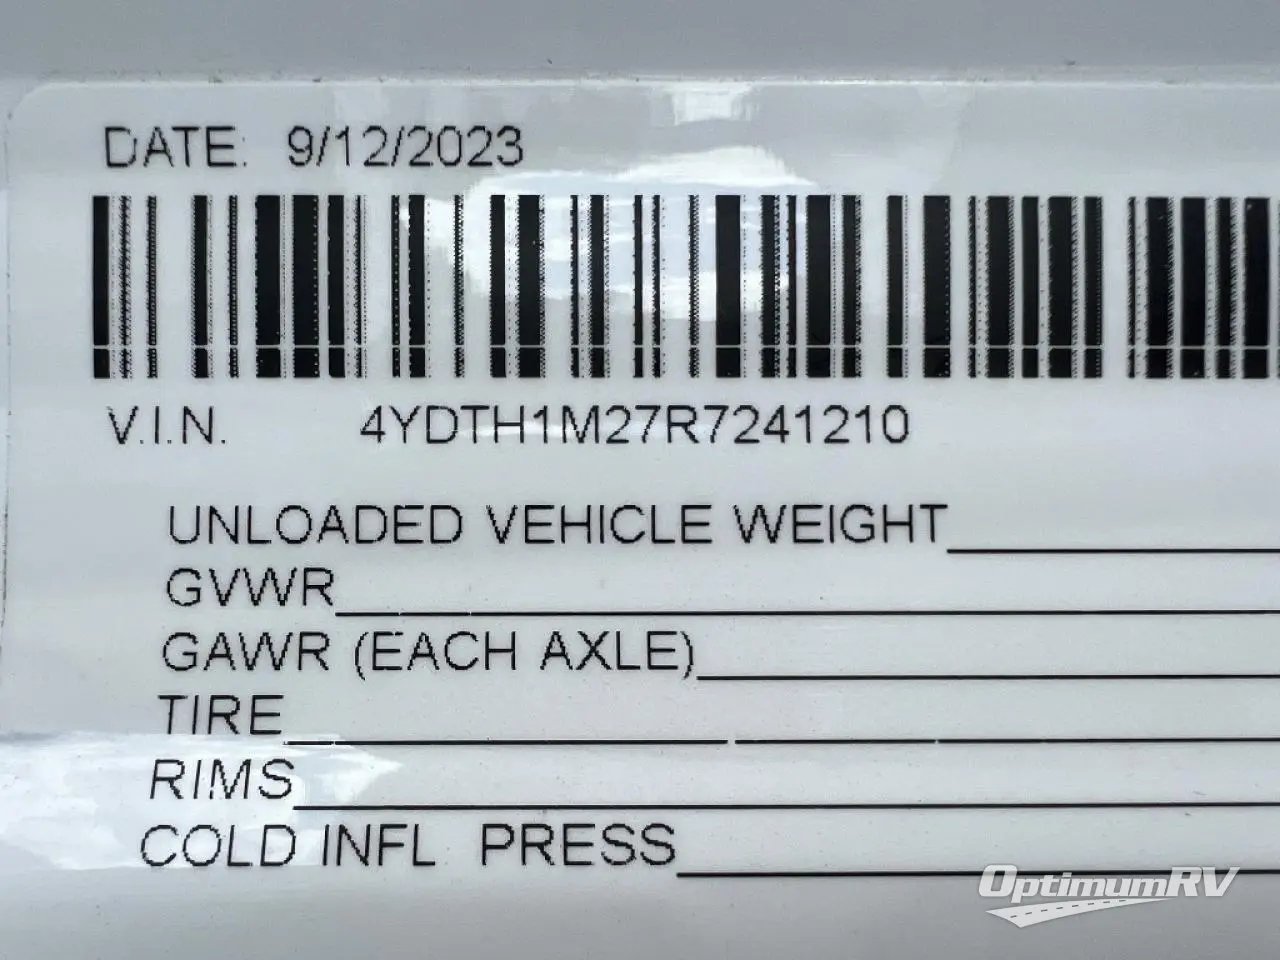 DATE: 9/12/2023
V.I.N. 4YDTH1M27R7241210
UNLOADED VEHICLE WEIGHT
GVWR
GAWR (EACH AXLE)
TIRE
RIMS
COLD INFL PRESS
OptimumRV